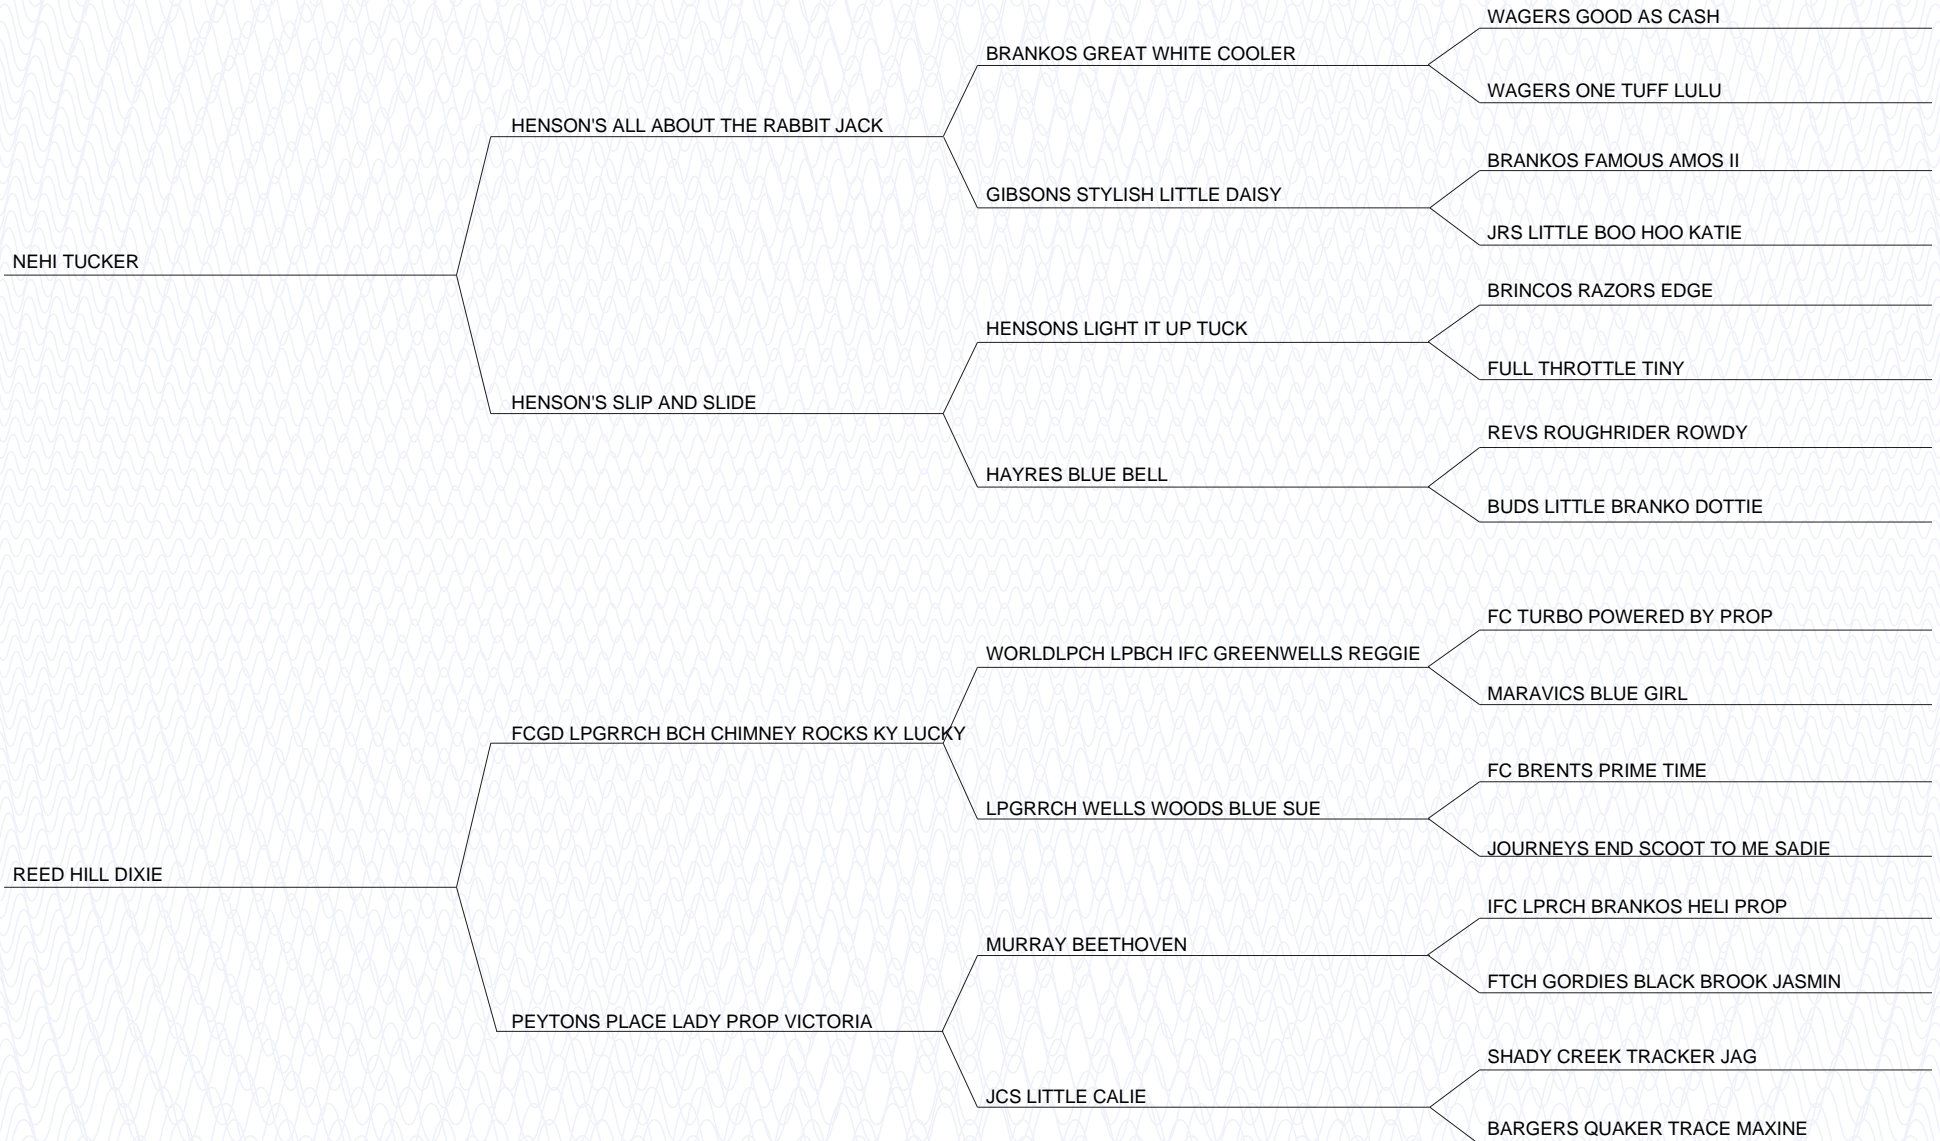 WAGERS GOOD AS CASH
BRANKOS GREAT WHITE COOLER
WAGERS ONE TUFF LULU
HENSON'S ALL ABOUT THE RABBIT JACK
BRANKOS FAMOUS AMOS II
GIBSONS STYLISH LITTLE DAISY
JRS LITTLE BOO HOO KATIE
NEHI TUCKER
BRINCOS RAZORS EDGE
HENSONS LIGHT IT UP TUCK
FULL THROTTLE TINY
HENSON'S SLIP AND SLIDE
REVS ROUGHRIDER ROWDY
HAYRES BLUE BELL
BUDS LITTLE BRANKO DOTTIE
FC TURBO POWERED BY PROP
WORLDLPCH LPBCH IFC GREENWELLS REGGIE
MARAVICS BLUE GIRL
FCGD LPGRRCH BCH CHIMNEY ROCKS KY LUCKY
FC BRENTS PRIME TIME
LPGRRCH WELLS WOODS BLUE SUE
JOURNEYS END SCOOT TO ME SADIE
REED HILL DIXIE
IFC LPRCH BRANKOS HELI PROP
MURRAY BEETHOVEN
FTCH GORDIES BLACK BROOK JASMIN
PEYTONS PLACE LADY PROP VICTORIA
SHADY CREEK TRACKER JAG
JCS LITTLE CALIE
BARGERS QUAKER TRACE MAXINE